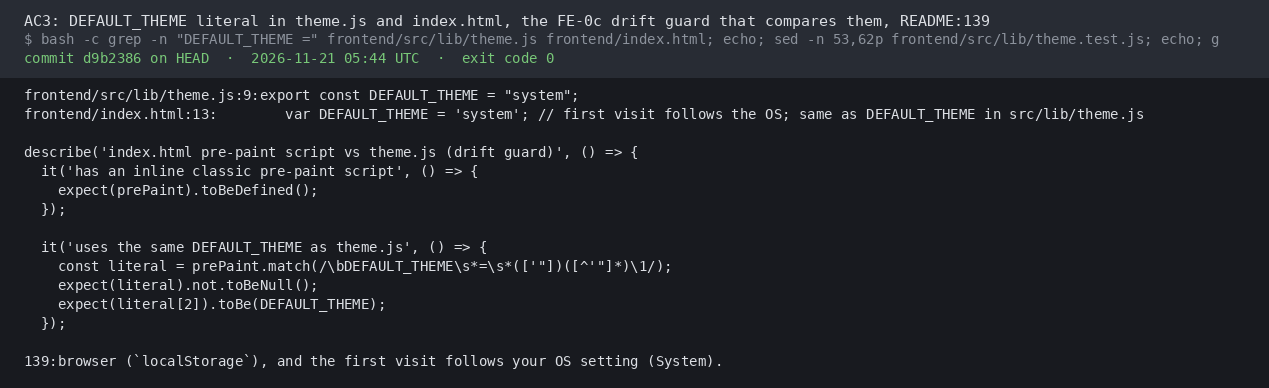 AC3: DEFAULT_THEME literal in theme.js and index.html, the FE-0c drift guard that compares them, README:139
$ bash -c grep -n "DEFAULT_THEME =" frontend/src/lib/theme.js frontend/index.html; echo; sed -n 53,62p frontend/src/lib/theme.test.js; echo; g
commit d9b2386 on HEAD  ·  2026-11-21 05:44 UTC  ·  exit code 0
frontend/src/lib/theme.js:9:export const DEFAULT_THEME = "system";
frontend/index.html:13:        var DEFAULT_THEME = 'system'; // first visit follows the OS; same as DEFAULT_THEME in src/lib/theme.js
describe('index.html pre-paint script vs theme.js (drift guard)', () => {
  it('has an inline classic pre-paint script', () => {
    expect(prePaint).toBeDefined();
  });
  it('uses the same DEFAULT_THEME as theme.js', () => {
    const literal = prePaint.match(/\bDEFAULT_THEME\s*=\s*(['"])([^'"]*)\1/);
    expect(literal).not.toBeNull();
    expect(literal[2]).toBe(DEFAULT_THEME);
  });
139:browser (`localStorage`), and the first visit follows your OS setting (System).